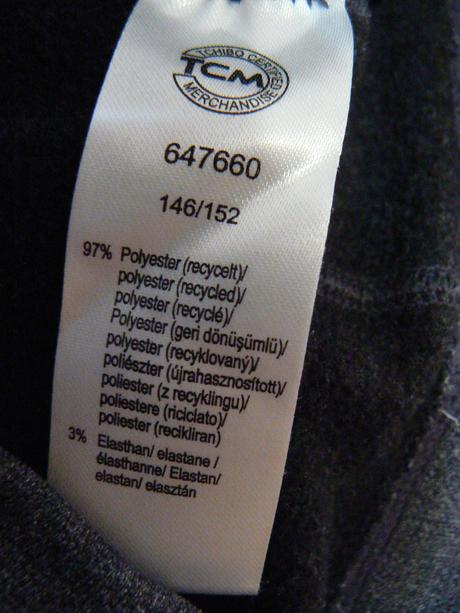 TCHIBO CERTIFIED
TCM
MERCHANDISE
647660
146/152
97% Polyester (recycelt)/
polyester (recycled)/
polyester (recyclé)/
Polyester (geri dönüşümlü)/
polyester (recyklovaný)/
poliészter (újrahasznosított)/
poliester (z recyklingu)/
poliestere (riciclato)/
poliester (recikliran)
3% Elasthan/ elastane /
élasthanne/ Elastan/
elastan/ elasztán